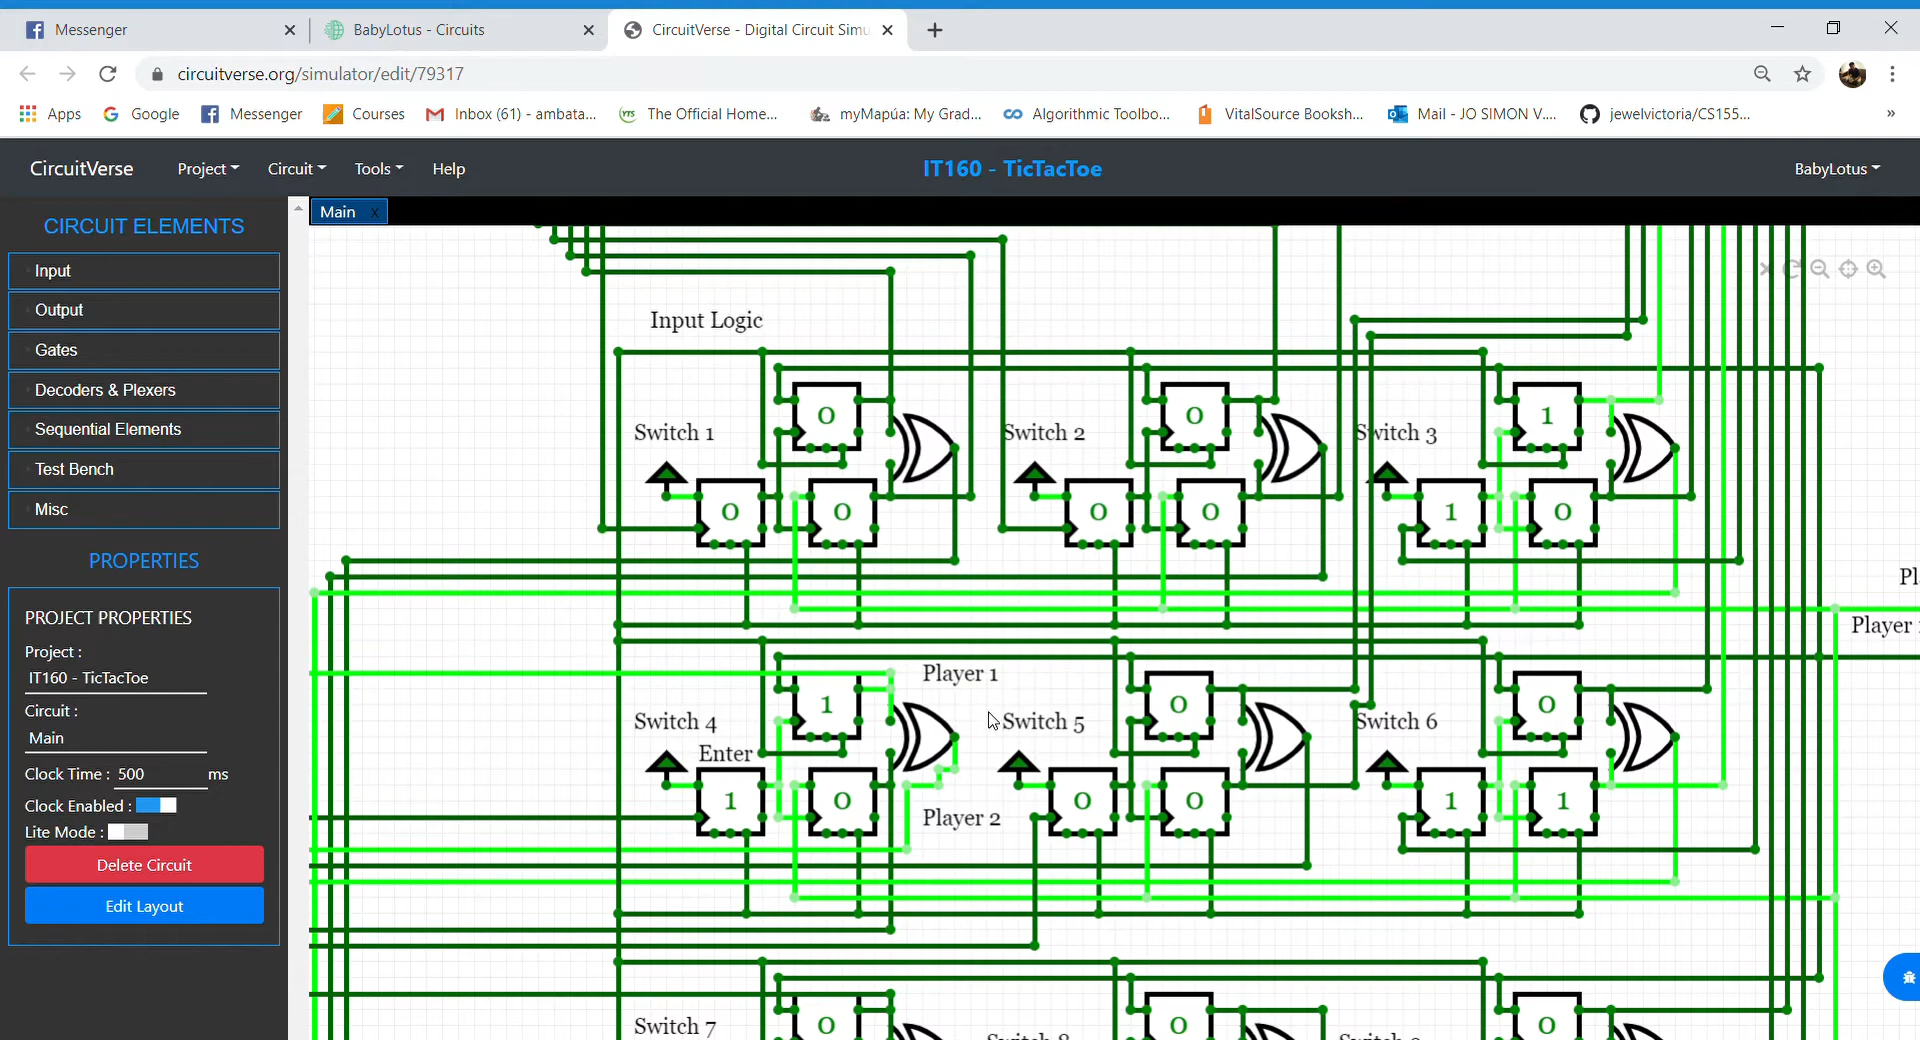 Messenger
BabyLotus - Circuits
CircuitVerse - Digital Circuit Simu
circuitverse.org/simulator/edit/79317
Apps
Google
Messenger
Courses
Inbox (61) - ambata...
The Official Home...
myMapúa: My Grad...
Algorithmic Toolbo...
VitalSource Booksh...
Mail - JO SIMON V....
jewelvictoria/CS155...
»
CircuitVerse
Project
Circuit
Tools
Help
IT160 - TicTacToe
BabyLotus
Main x
CIRCUIT ELEMENTS
Input
Output
Gates
Decoders & Plexers
Sequential Elements
Test Bench
Misc
PROPERTIES
PROJECT PROPERTIES
Project :
IT160 - TicTacToe
Circuit :
Main
Clock Time : 500 ms
Clock Enabled :
Lite Mode :
Delete Circuit
Edit Layout
Input Logic
0 0 1
Switch 1 Switch 2 Switch 3
0 0 0 0 1 0
Pl
Player
Player 1
1 0 0
Switch 4 Switch 5 Switch 6
Enter
1 0 0 0 1 1
Player 2
0 0 0
Switch 7